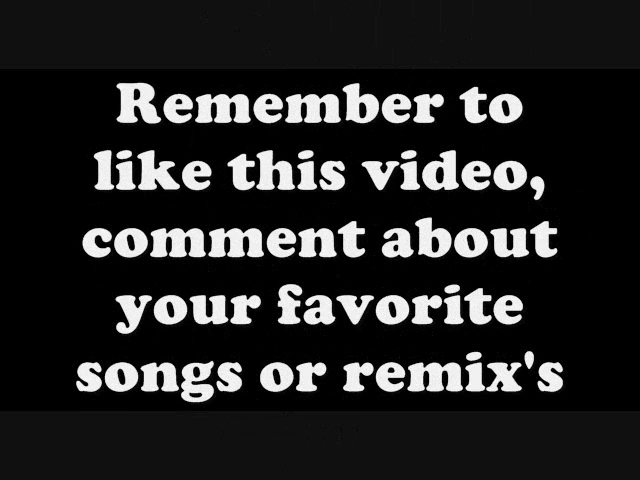 Remember to
like this video,
comment about
your favorite
songs or remix's